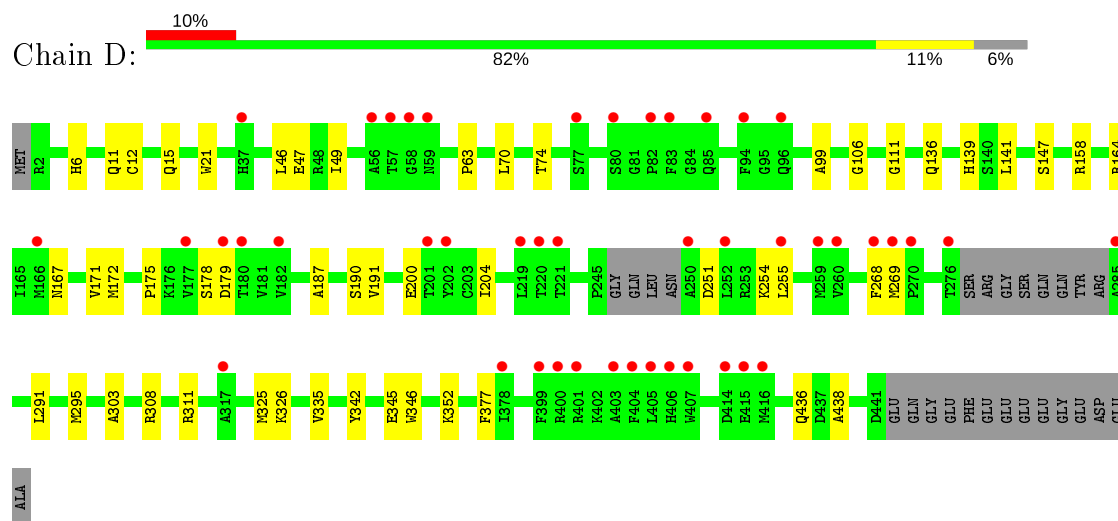 10%
Chain D:
82% 11% 6%
MET R2 H6 Q11 C12 Q15 W21 H37 L46 E47 R48 I49 A56 T57 G58 N59 P63 L70 T74 S77 S80 G81 P82 F83 G84 Q85 F94 G95 Q96 A99 G106 G111 Q136 H139 S140 L141 S147 R158 R164
I165 M166 N167 V171 M172 P175 K176 V177 S178 D179 T180 V181 V182 A187 S190 V191 E200 T201 Y202 C203 I204 L219 T220 T221 P245 GLY GLN LEU ASN A250 D251 L252 R253 K254 L255 M259 V260 F268 M269 P270 T276 SER ARG GLY SER GLN GLN TYR ARG A285
L291 M295 A303 R308 R311 A317 M325 K326 V335 Y342 E345 W346 K352 F377 I378 F399 R400 R401 K402 A403 F404 L405 H406 W407 D414 E415 M416 Q436 D437 A438 D441 GLU GLN GLY GLU PHE GLU GLU GLU GLU GLY GLU ASP GLU
ALA